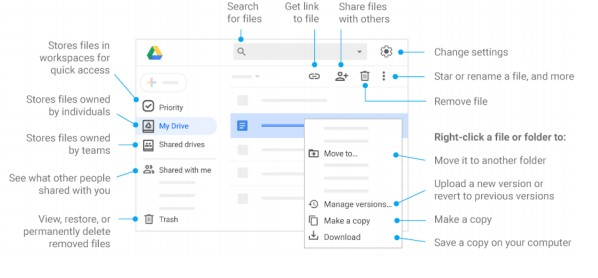 Search
for files
Get link
to file
Share files
with others
Stores files in
workspaces for
quick access
Change settings
Star or rename a file, and more
Remove file
Stores files owned
by individuals
Priority
My Drive
Stores files owned
by teams
Shared drives
See what other people
shared with you
Shared with me
View, restore, or
permanently delete
removed files
Trash
Right-click a file or folder to:
Move to...
Move it to another folder
Upload a new version or
revert to previous versions
Manage versions...
Make a copy
Make a copy
Download
Save a copy on your computer